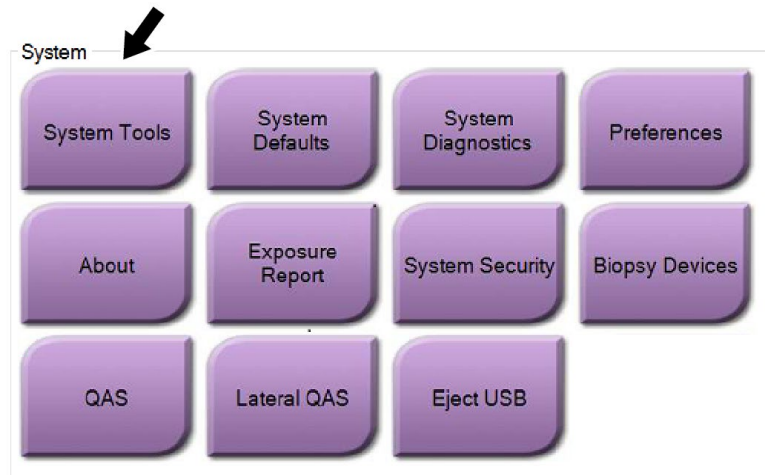 System
System Tools
System
Defaults
System
Diagnostics
Preferences
About
Exposure
Report
System Security
Biopsy Devices
QAS
Lateral QAS
Eject USB